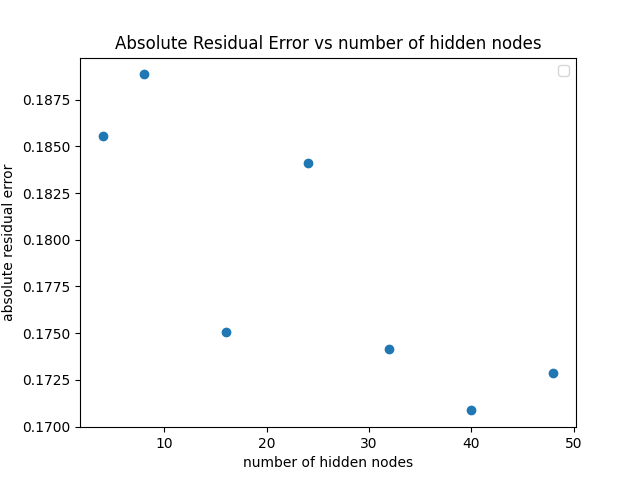 Absolute Residual Error vs number of hidden nodes
0.1875
0.1850
0.1825
0.1800
0.1775
0.1750
0.1725
0.1700
absolute residual error
10 20 30 40 50
number of hidden nodes